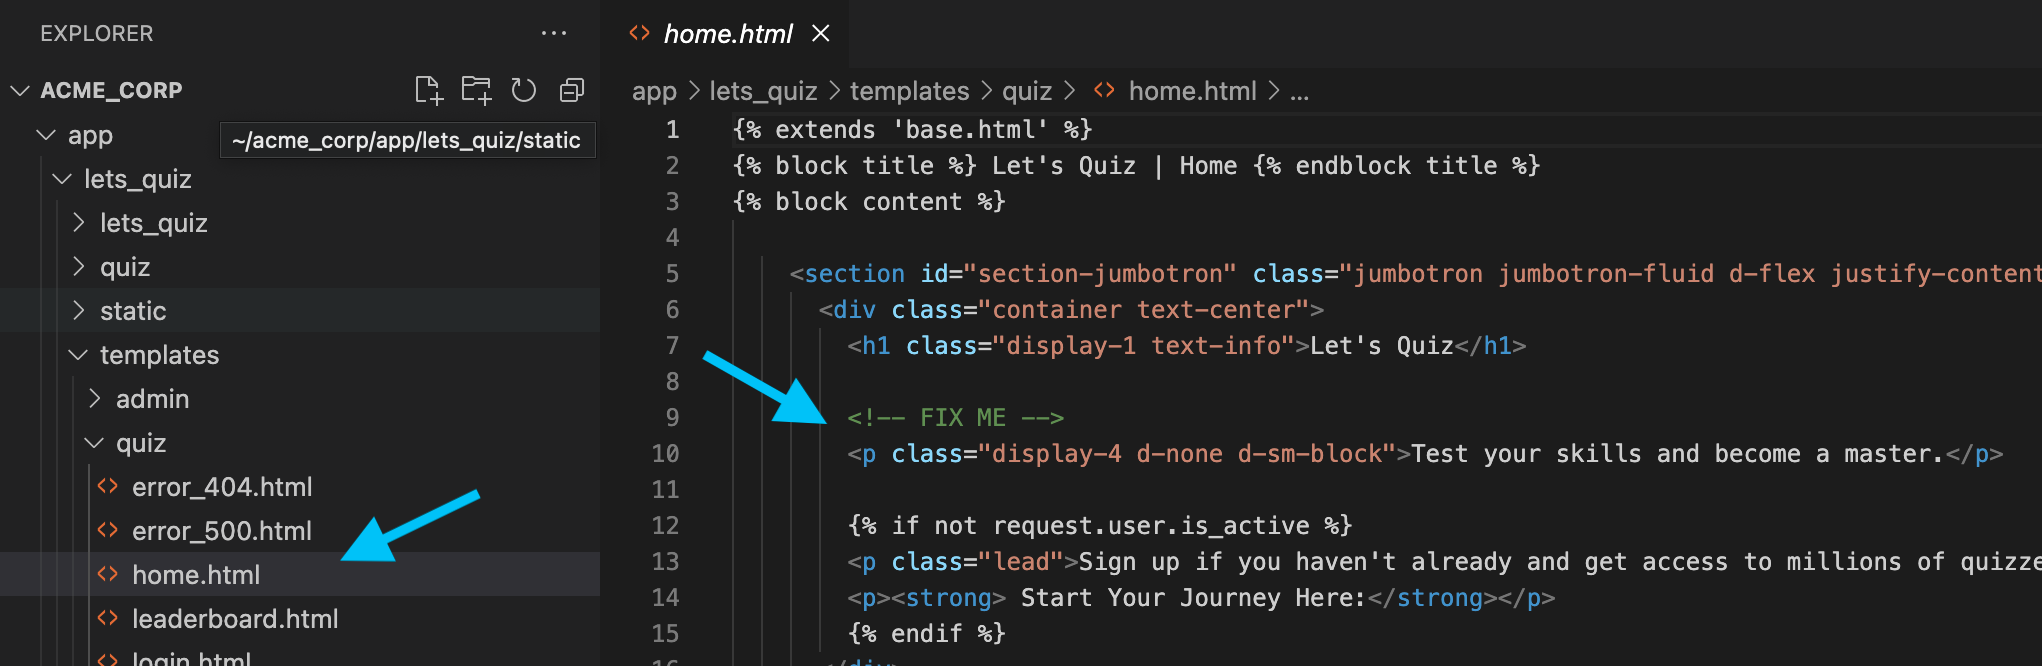 EXPLORER
ACME_CORP
app
~/acme_corp/app/lets_quiz/static
lets_quiz
lets_quiz
quiz
static
templates
admin
quiz
error_404.html
error_500.html
home.html
leaderboard.html
login.html
home.html
app > lets_quiz > templates > quiz > home.html > ...
1 {% extends 'base.html' %}
2 {% block title %} Let's Quiz | Home {% endblock title %}
3 {% block content %}
4
5 <section id="section-jumbotron" class="jumbotron jumbotron-fluid d-flex justify-content
6 <div class="container text-center">
7 <h1 class="display-1 text-info">Let's Quiz</h1>
8
9 <!-- FIX ME -->
10 <p class="display-4 d-none d-sm-block">Test your skills and become a master.</p>
11
12 {% if not request.user.is_active %}
13 <p class="lead">Sign up if you haven't already and get access to millions of quizze
14 <p><strong> Start Your Journey Here:</strong></p>
15 {% endif %}
16 </div>